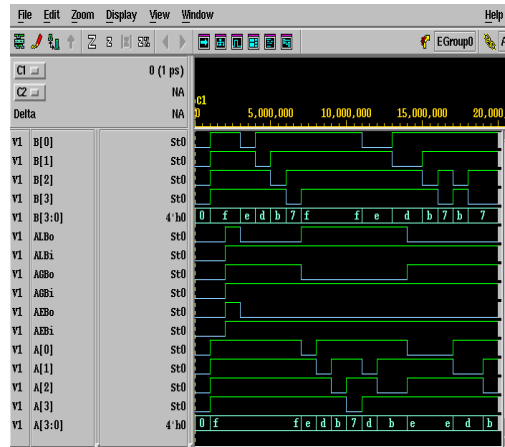 File Edit Zoom Display View Window Help
EGroup0
C1 0 (1 ps)
C2 NA
Delta NA
C1
0 5,000,000 10,000,000 15,000,000 20,000
V1 B[0] St0
V1 B[1] St0
V1 B[2] St0
V1 B[3] St0
V1 B[3:0] 4'h0 0 f e d b 7 f f e d b 7 b 7
V1 ALBo St0
V1 ALBi St0
V1 AGBo St0
V1 AGBi St0
V1 AEBo St0
V1 AEBi St0
V1 A[0] St0
V1 A[1] St0
V1 A[2] St0
V1 A[3] St0
V1 A[3:0] 4'h0 0 f f e d b 7 d b e e d b